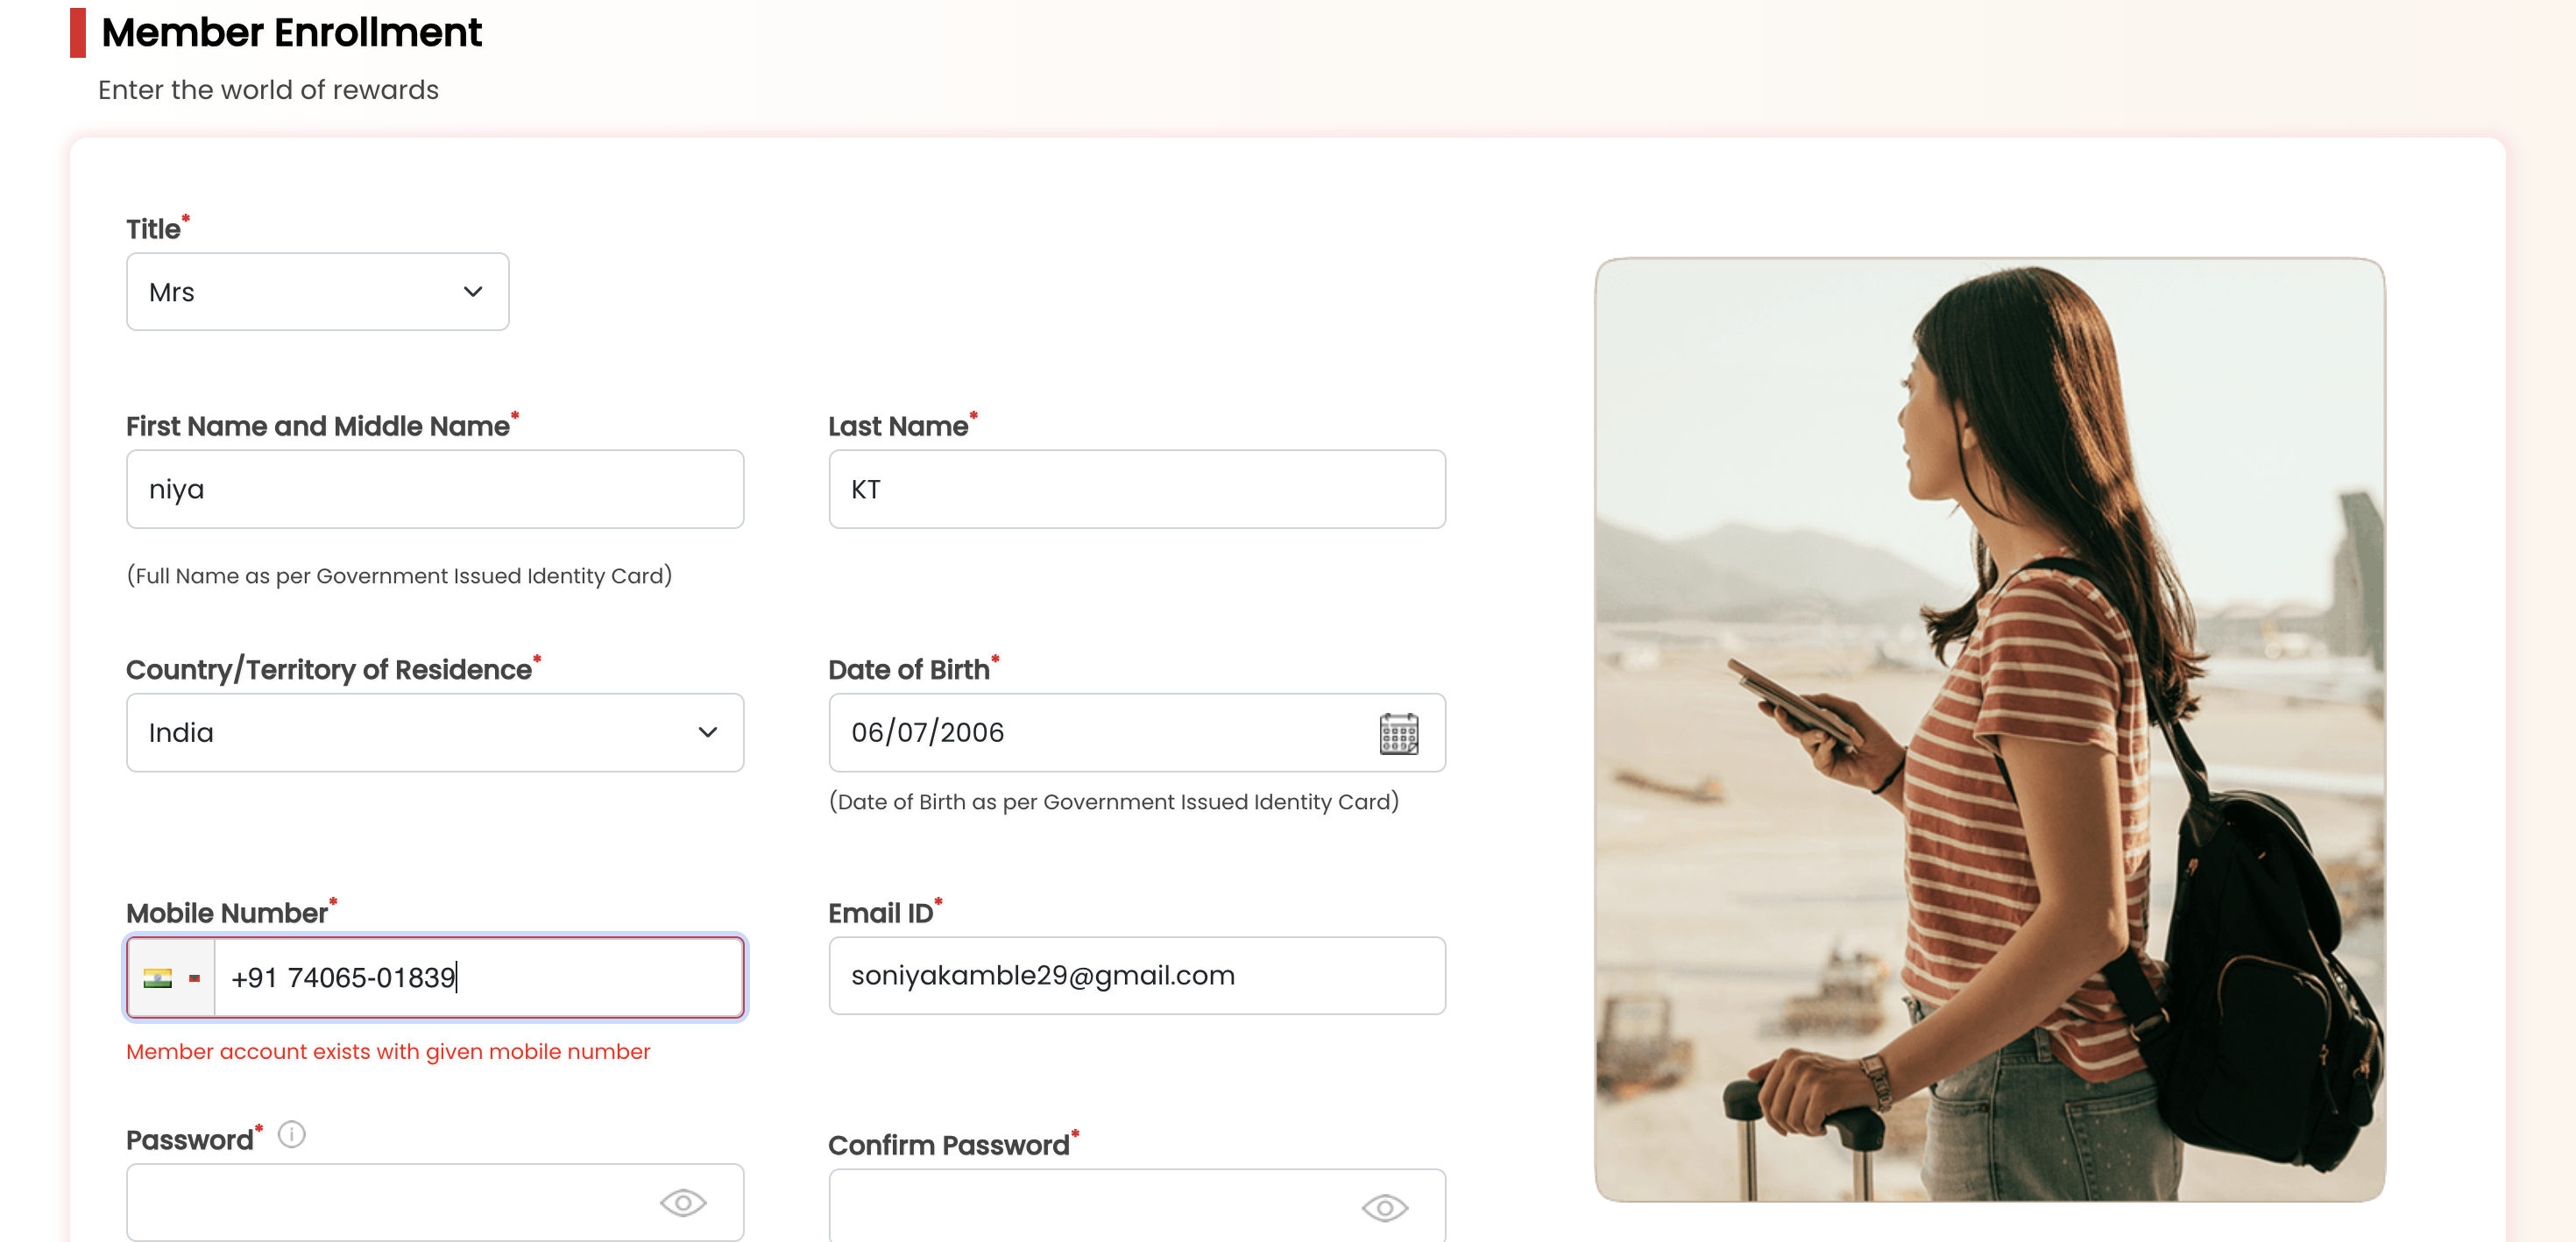 Member Enrollment
Enter the world of rewards
Title*
Mrs
First Name and Middle Name*
Last Name*
niya
KT
(Full Name as per Government Issued Identity Card)
Country/Territory of Residence*
Date of Birth*
India
06/07/2006
(Date of Birth as per Government Issued Identity Card)
Mobile Number*
Email ID*
+91 74065-01839
soniyakamble29@gmail.com
Member account exists with given mobile number
Password*
Confirm Password*